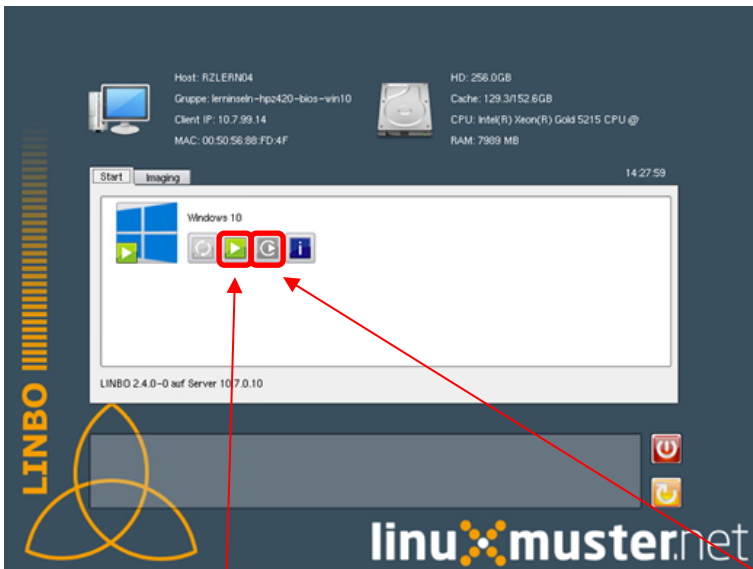 Host: RZLERN04
Gruppe: lerninseln-hpz420-bios-win10
Client IP: 10.7.99.14
MAC: 00:50:56:88:FD:4F
HD: 256.0GB
Cache: 129.3/152.6GB
CPU: Intel(R) Xeon(R) Gold 5215 CPU @
RAM: 7989 MB
Start
Imaging
14:27:59
Windows 10
i
LINBO 2.4.0-0 auf Server 10.7.0.10
LINBO
linuxmuster.net